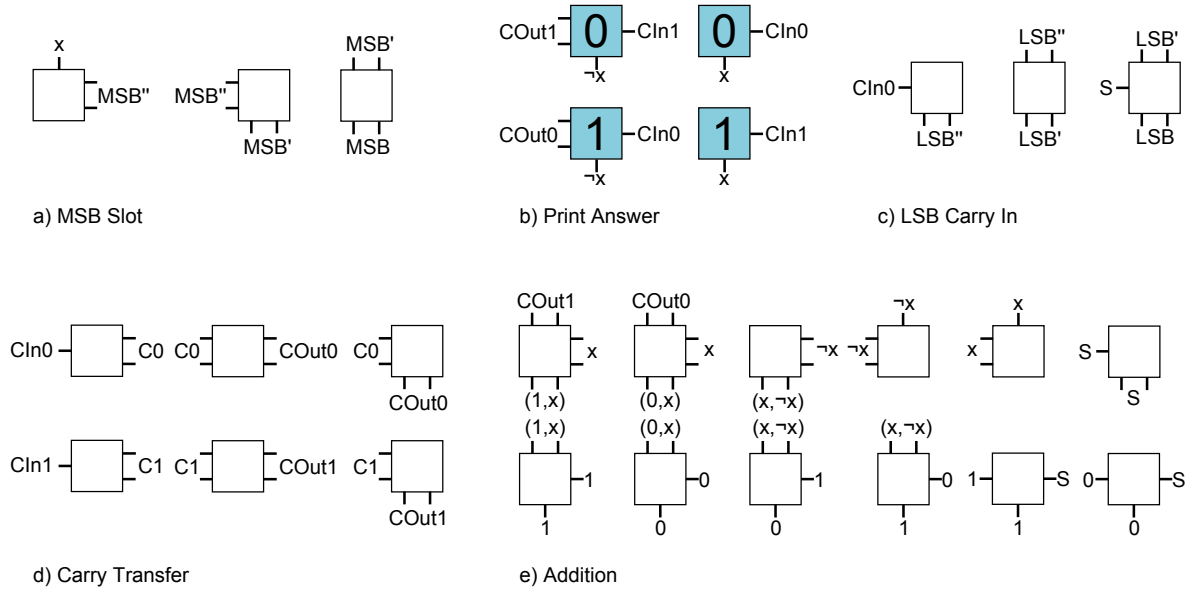 x
MSB"
MSB"
MSB'
MSB'
MSB
a) MSB Slot
COut1
0
CIn1
¬x
0
CIn0
x
COut0
1
CIn0
¬x
1
CIn1
x
b) Print Answer
CIn0
LSB"
LSB"
LSB'
LSB'
S
LSB
c) LSB Carry In
CIn0
C0
C0
COut0
C0
COut0
CIn1
C1
C1
COut1
C1
COut1
d) Carry Transfer
COut1
x
(1,x)
COut0
x
(0,x)
¬x
(x,¬x)
¬x
¬x
x
x
S
S
(1,x)
1
1
(0,x)
0
0
(x,¬x)
1
0
(x,¬x)
0
1
1
S
1
0
S
0
e) Addition